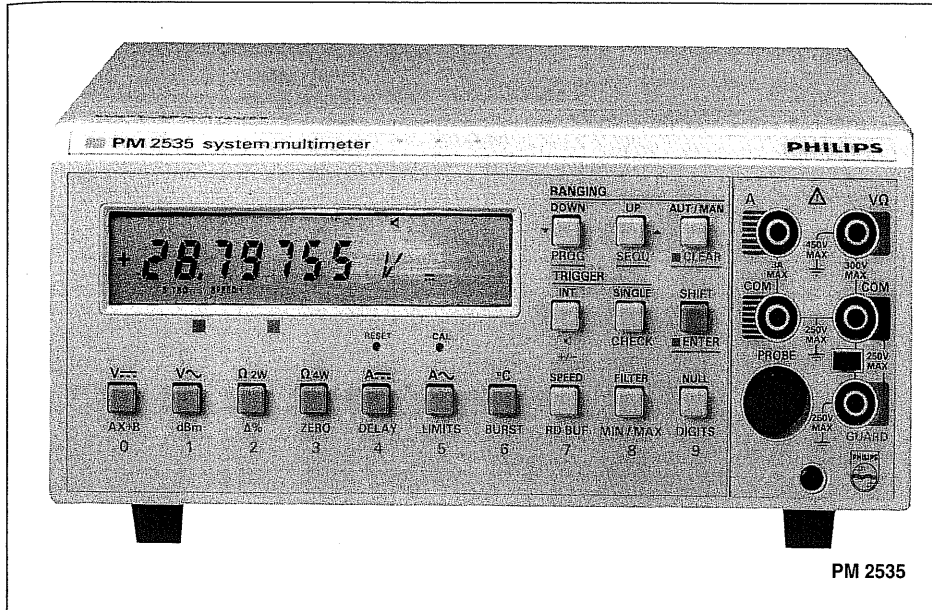 PM 2535 system multimeter PHILIPS
RANGING
DOWN UP AUT/MAN
PROG SEQU CLEAR
TRIGGER
INT SINGLE SHIFT
+/- CHECK ENTER
+28.79755 V
RESET CAL
V Ω 2W Ω 4W A °C SPEED FILTER NULL
AX+B dBm Δ% ZERO DELAY LIMITS BURST RD BUF MIN/MAX DIGITS
0 1 2 3 4 5 6 7 8 9
A VΩ
450V MAX
MAX 300V MAX
COM COM
250V MAX
PROBE 250V MAX
250V MAX
GUARD
PHILIPS
PM 2535